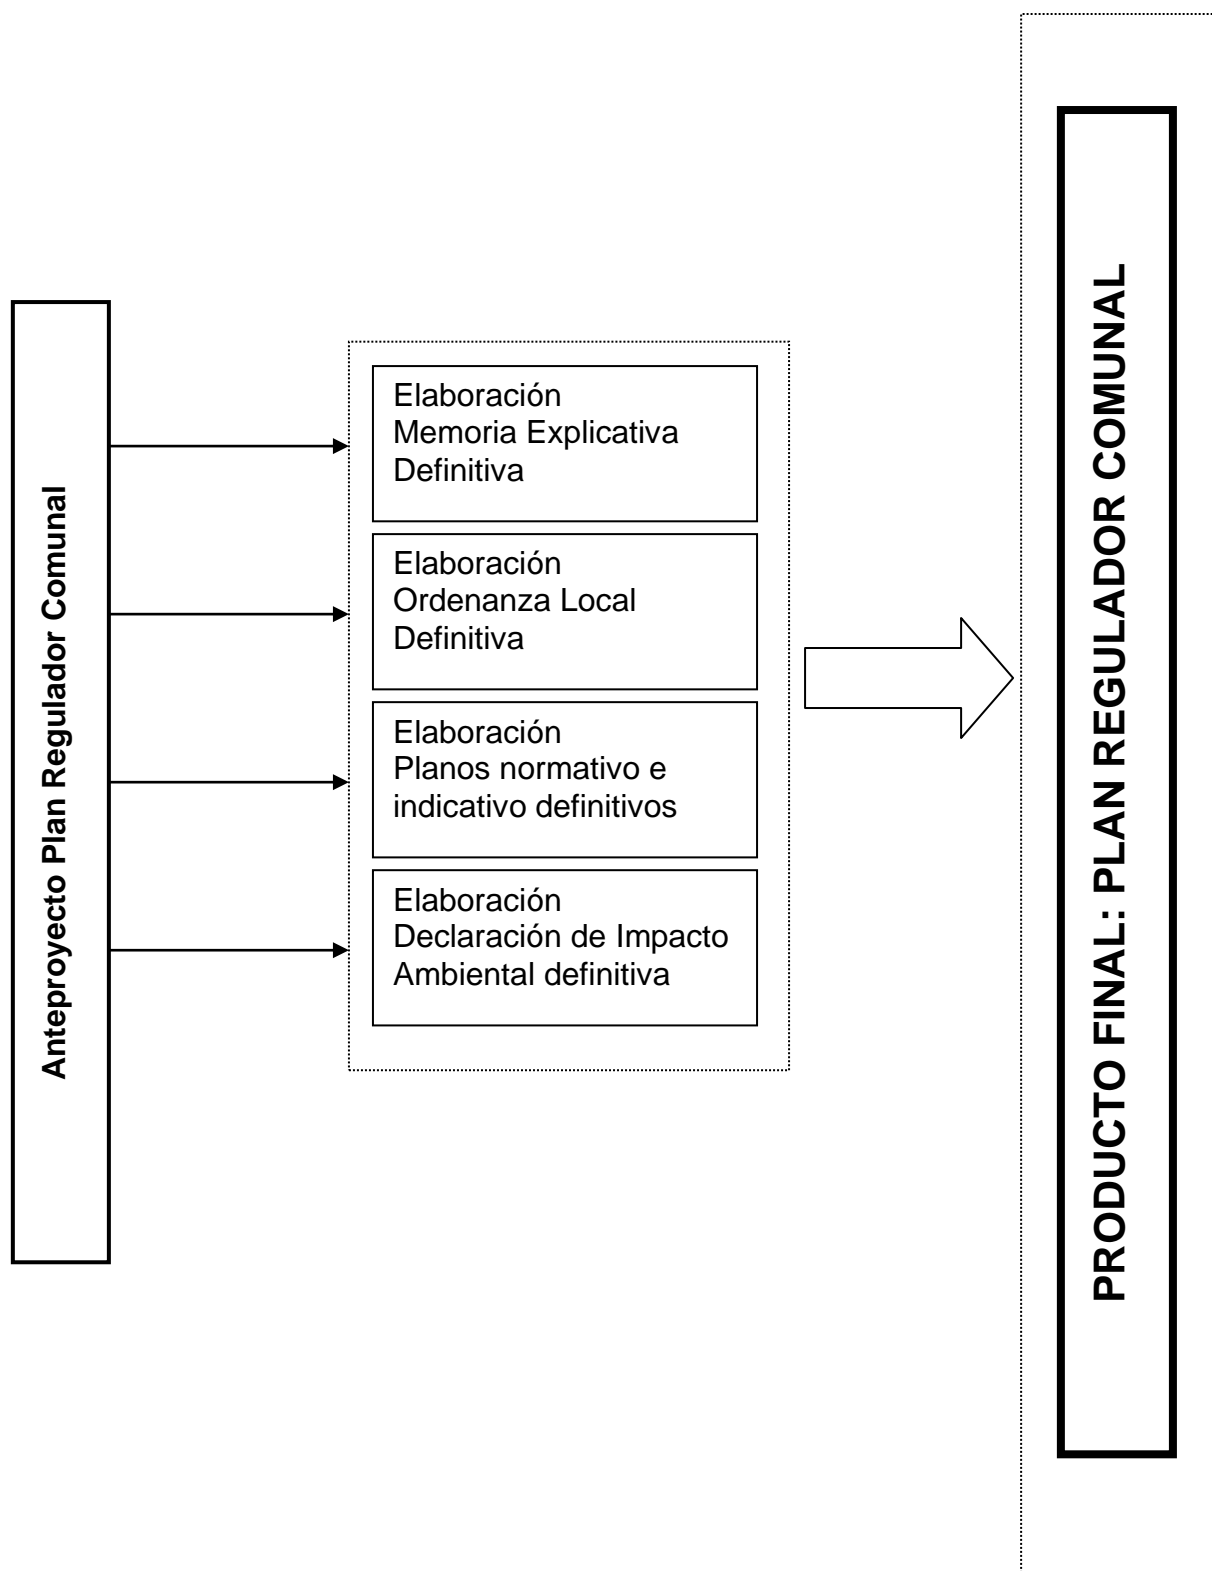 Anteproyecto Plan Regulador Comunal
Elaboración
Memoria Explicativa
Definitiva
Elaboración
Ordenanza Local
Definitiva
Elaboración
Planos normativo e
indicativo definitivos
Elaboración
Declaración de Impacto
Ambiental definitiva
PRODUCTO FINAL: PLAN REGULADOR COMUNAL